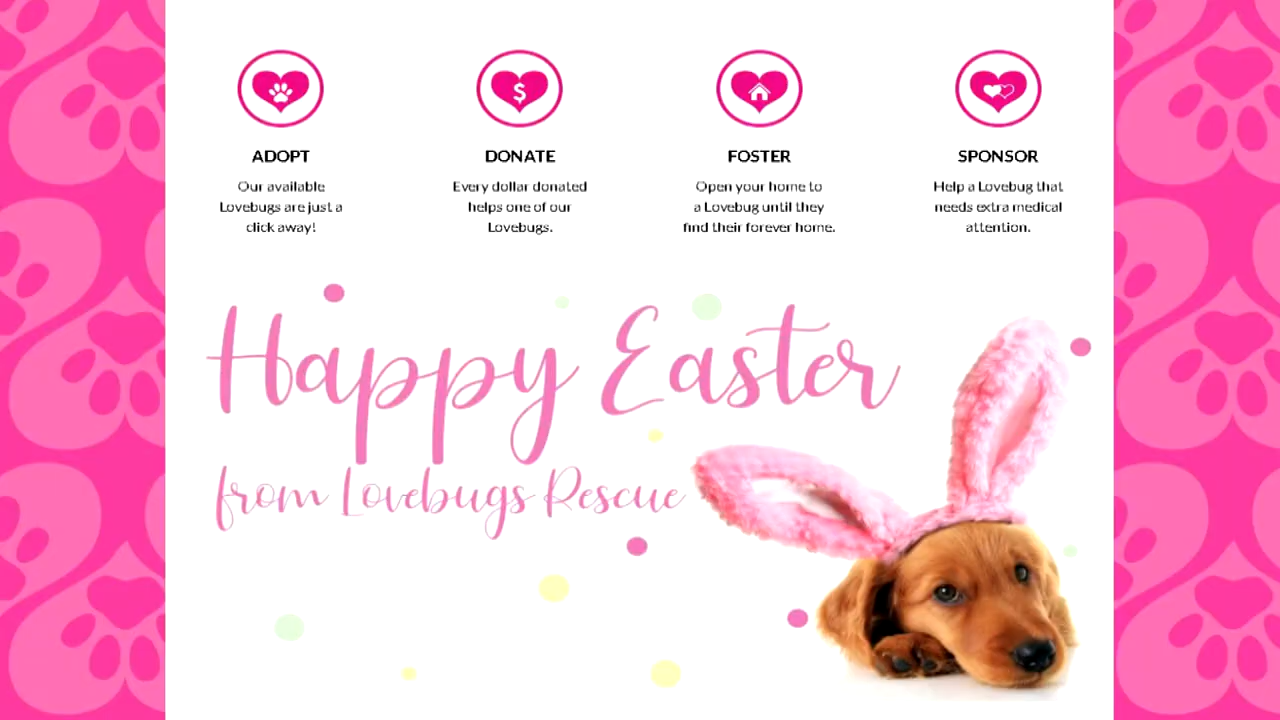 ADOPT
Our available
Lovebugs are just a
click away!
DONATE
Every dollar donated
helps one of our
Lovebugs.
FOSTER
Open your home to
a Lovebug until they
find their forever home.
SPONSOR
Help a Lovebug that
needs extra medical
attention.
Happy Easter
from Lovebugs Rescue